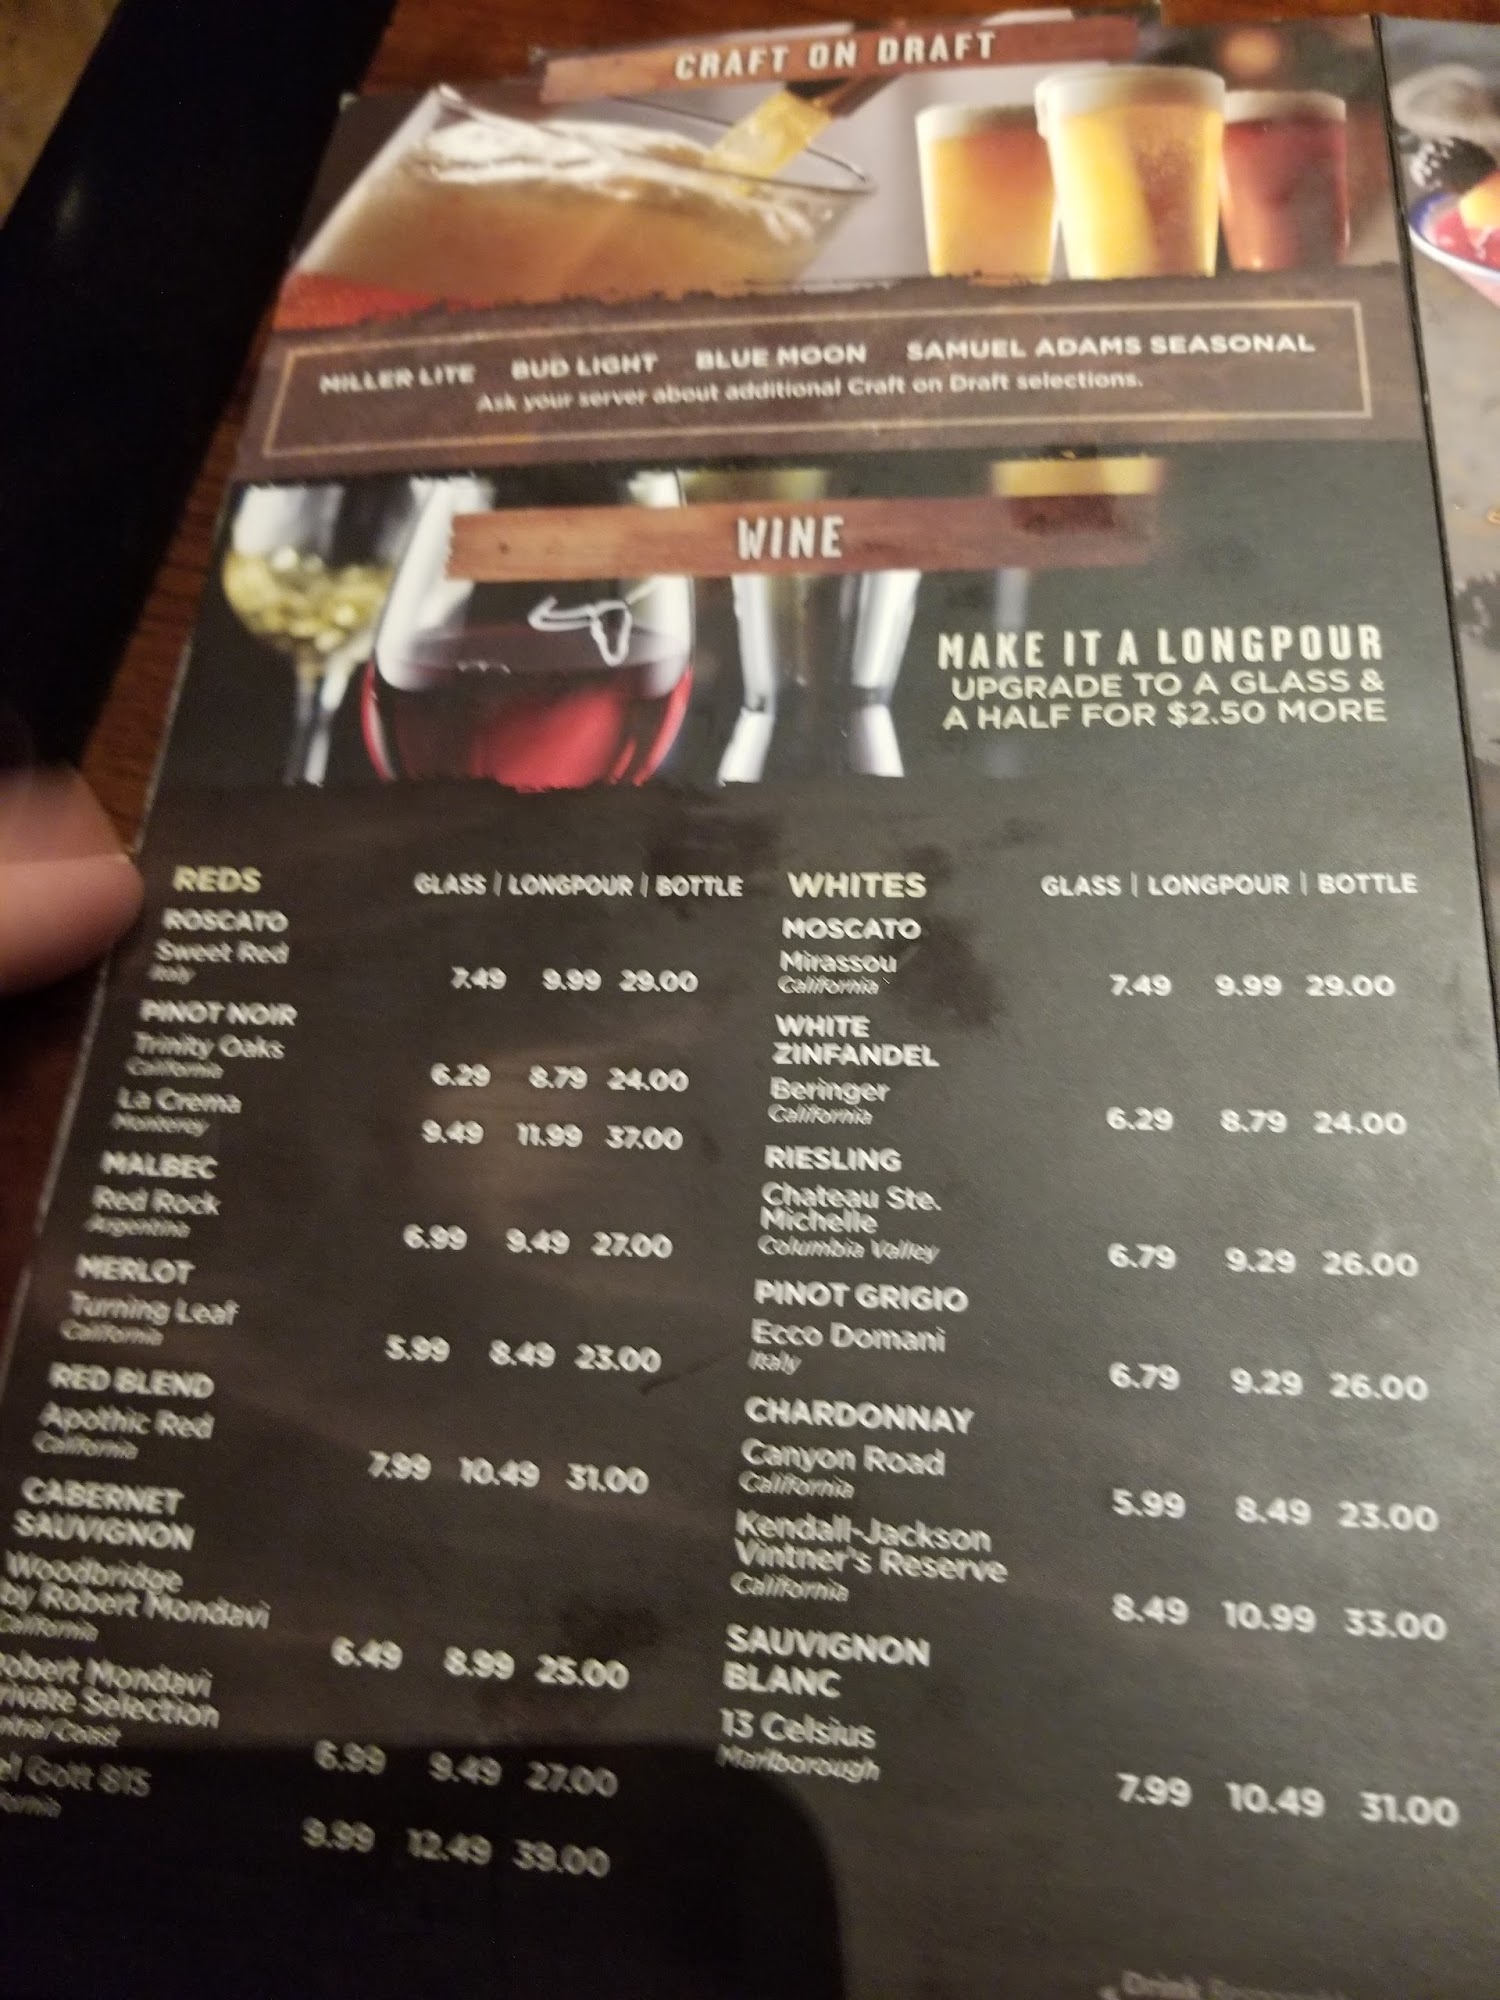 CRAFT ON DRAFT
MILLER LITE BUD LIGHT BLUE MOON SAMUEL ADAMS SEASONAL
Ask your server about additional Craft on Draft selections.
WINE
MAKE IT A LONGPOUR
UPGRADE TO A GLASS &
A HALF FOR $2.50 MORE
REDS GLASS | LONGPOUR | BOTTLE
ROSCATO
Sweet Red
Italy
7.49 9.99 29.00
PINOT NOIR
Trinity Oaks
California
6.29 8.79 24.00
La Crema
Monterey
9.49 11.99 37.00
MALBEC
Red Rock
Argentina
6.99 9.49 27.00
MERLOT
Turning Leaf
California
5.99 8.49 23.00
RED BLEND
Apothic Red
California
7.99 10.49 31.00
CABERNET
SAUVIGNON
Woodbridge
by Robert Mondavi
California
6.49 8.99 25.00
obert Mondavi
rivate Selection
ntral Coast
6.99 9.49 27.00
el Gott 815
fornia
9.99 12.49 39.00
WHITES GLASS | LONGPOUR | BOTTLE
MOSCATO
Mirassou
California
7.49 9.99 29.00
WHITE
ZINFANDEL
Beringer
California
6.29 8.79 24.00
RIESLING
Chateau Ste.
Michelle
Columbia Valley
6.79 9.29 26.00
PINOT GRIGIO
Ecco Domani
Italy
6.79 9.29 26.00
CHARDONNAY
Canyon Road
California
5.99 8.49 23.00
Kendall-Jackson
Vintner's Reserve
California
8.49 10.99 33.00
SAUVIGNON
BLANC
13 Celsius
Marlborough
7.99 10.49 31.00
Drink